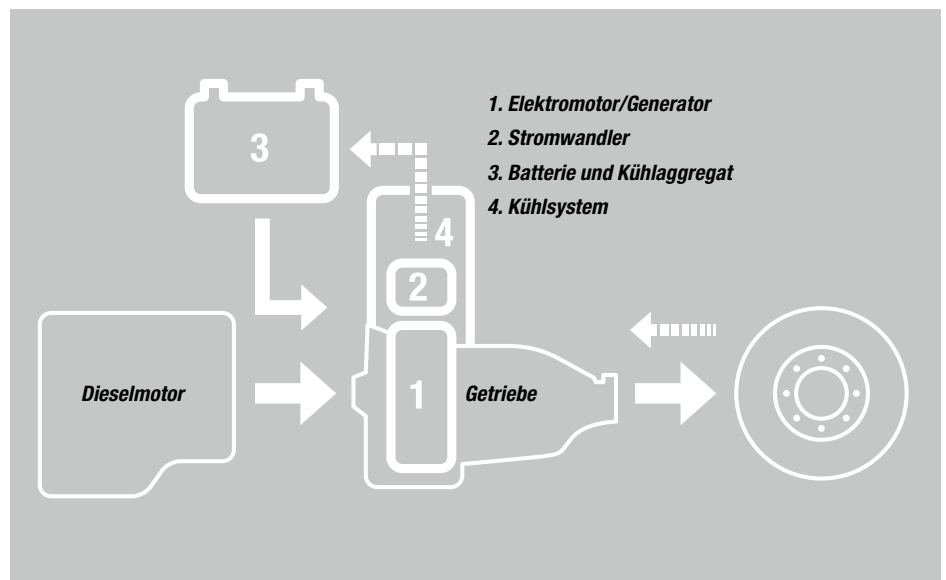 1. Elektromotor/Generator
2. Stromwandler
3. Batterie und Kühlaggregat
4. Kühlsystem
3
4
2
Dieselmotor
1
Getriebe